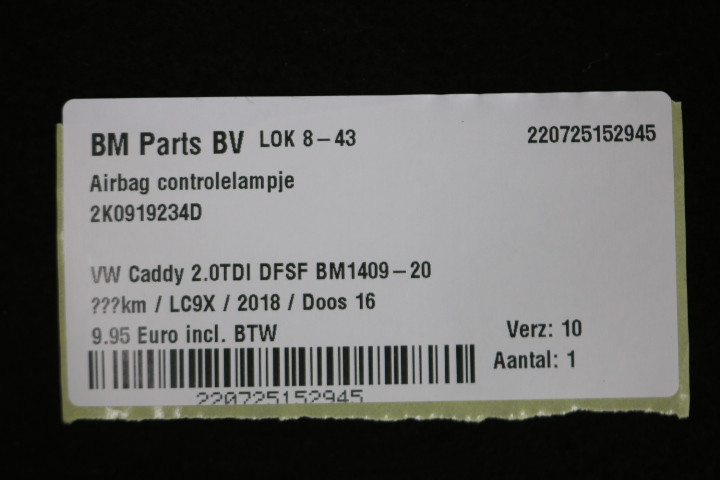 BM Parts BV LOK 8-43 220725152945
Airbag controlelampje
2K0919234D
VW Caddy 2.0TDI DFSF BM1409-20
???km / LC9X / 2018 / Doos 16
9.95 Euro incl. BTW Verz: 10
Aantal: 1
220725152945